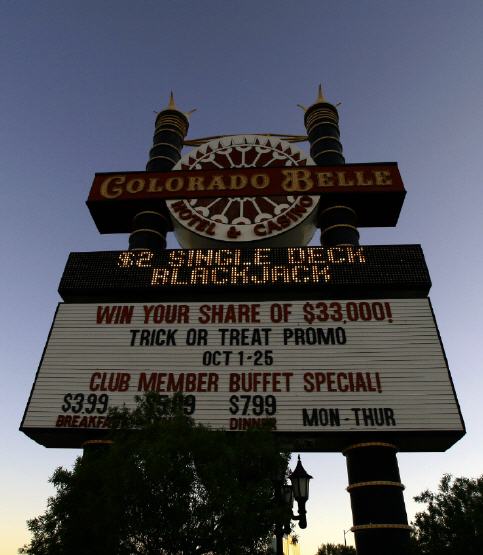 COLORADO BELLE
HOTEL & CASINO
$2 SINGLE DECK
BLACKJACK
WIN YOUR SHARE OF $33,000!
TRICK OR TREAT PROMO
OCT 1-25
CLUB MEMBER BUFFET SPECIAL!
$3.99 $7.99 MON-THUR
BREAKFAST DINNER